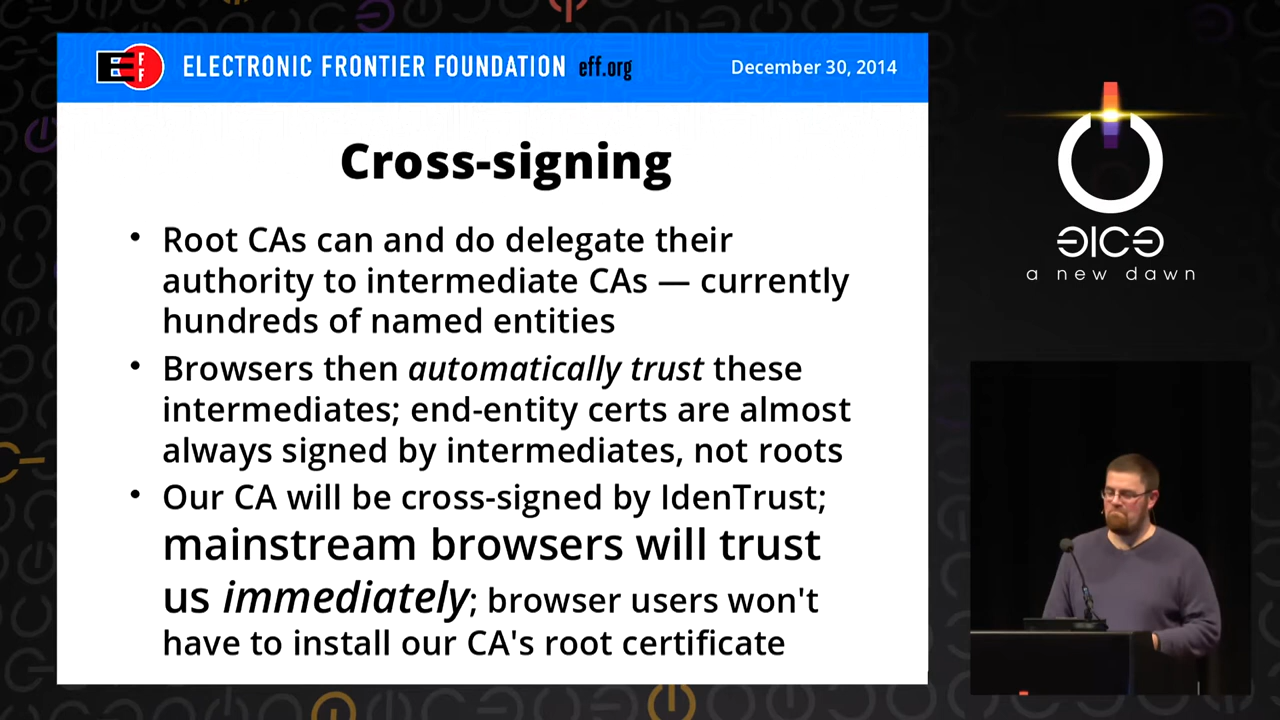 EFF
ELECTRONIC FRONTIER FOUNDATION eff.org
December 30, 2014
Cross-signing
• Root CAs can and do delegate their
authority to intermediate CAs — currently
hundreds of named entities
• Browsers then automatically trust these
intermediates; end-entity certs are almost
always signed by intermediates, not roots
• Our CA will be cross-signed by IdenTrust;
mainstream browsers will trust
us immediately; browser users won't
have to install our CA's root certificate
a new dawn